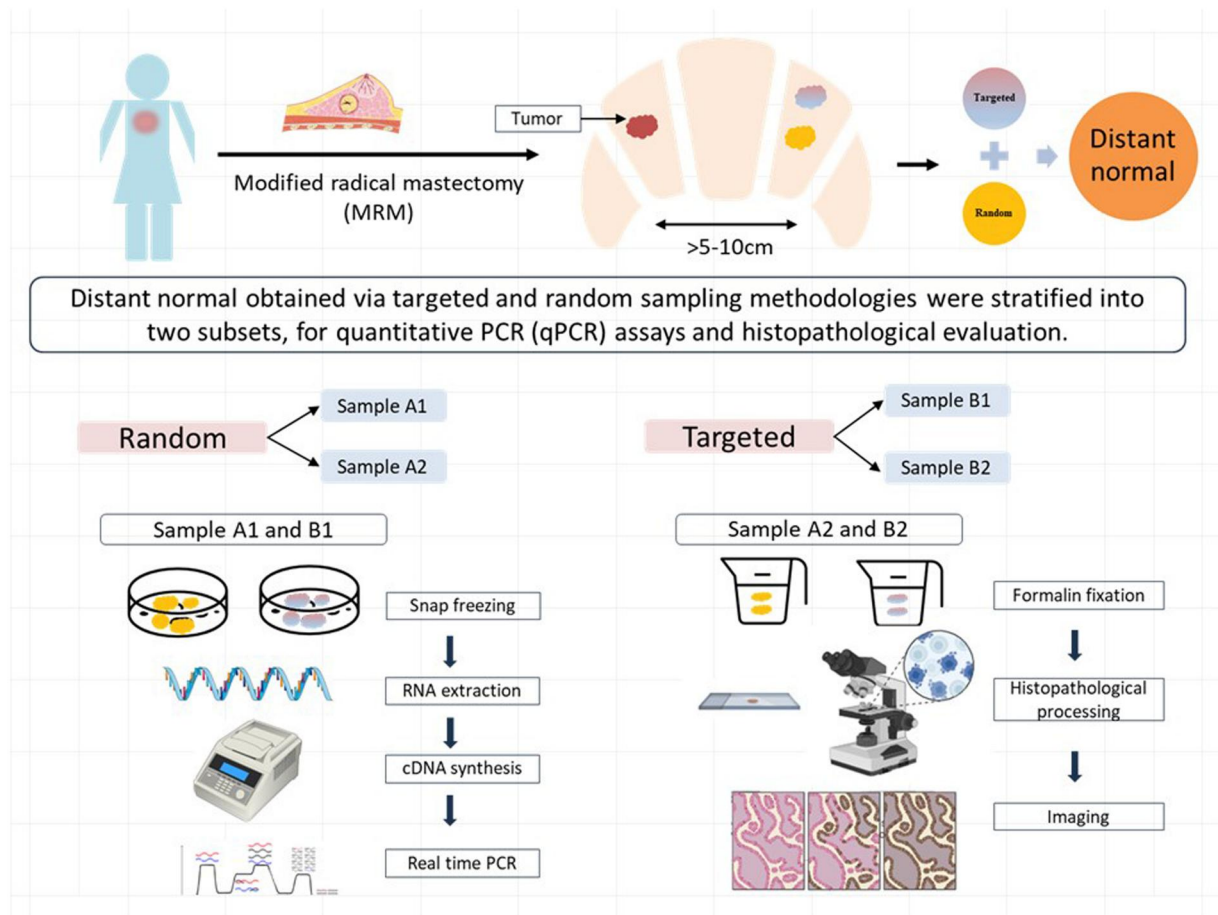 Tumor
Modified radical mastectomy
(MRM)
>5-10cm
Targeted
Random
Distant
normal
Distant normal obtained via targeted and random sampling methodologies were stratified into
two subsets, for quantitative PCR (qPCR) assays and histopathological evaluation.
Random
Sample A1
Sample A2
Targeted
Sample B1
Sample B2
Sample A1 and B1
Snap freezing
RNA extraction
cDNA synthesis
Real time PCR
Sample A2 and B2
Formalin fixation
Histopathological
processing
Imaging